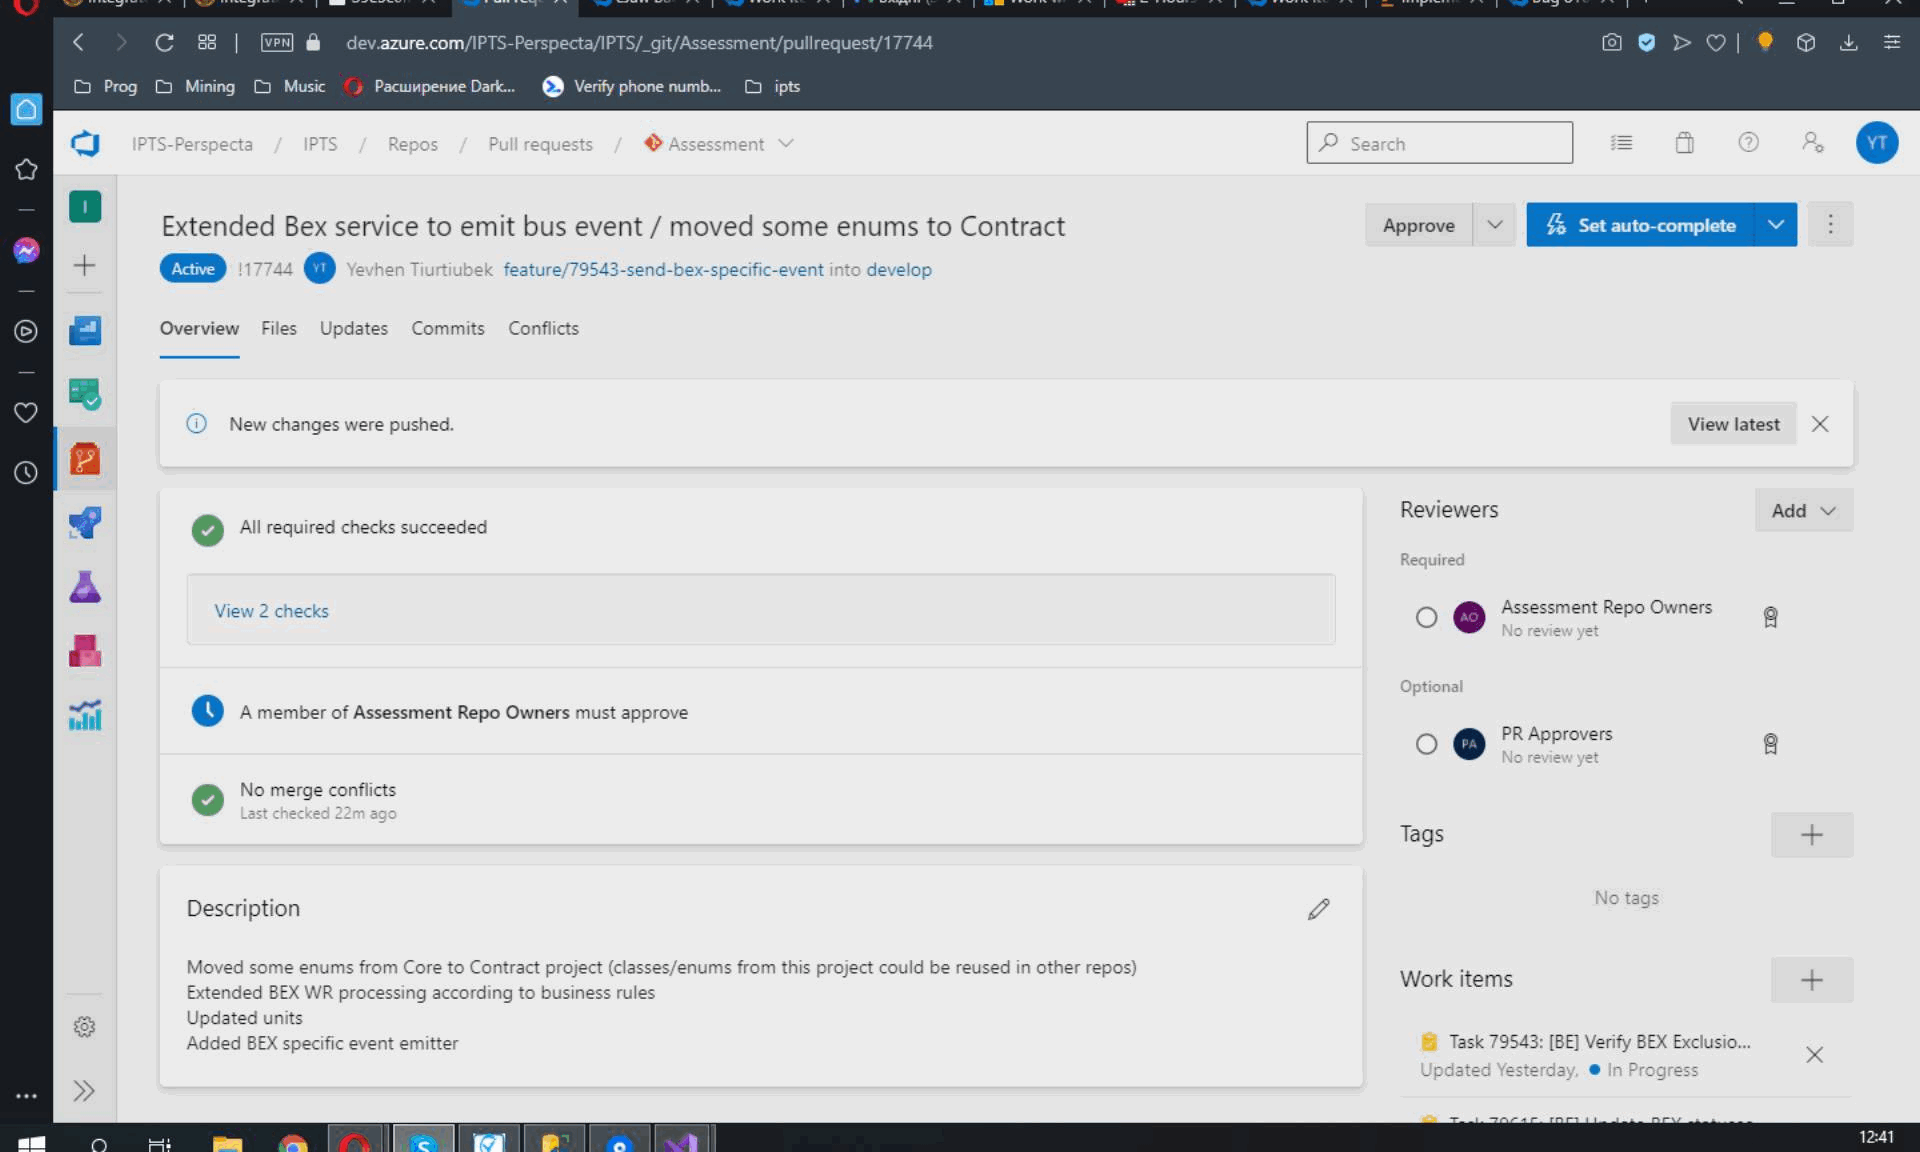 VPN
dev.azure.com/IPTS-Perspecta/IPTS/_git/Assessment/pullrequest/17744
Prog
Mining
Music
Расширение Dark...
Verify phone numb...
ipts
IPTS-Perspecta / IPTS / Repos / Pull requests / Assessment
Search
YT
I
Extended Bex service to emit bus event / moved some enums to Contract
Approve
Set auto-complete
Active !17744 YT Yevhen Tiurtiubek feature/79543-send-bex-specific-event into develop
Overview Files Updates Commits Conflicts
New changes were pushed.
View latest
All required checks succeeded
View 2 checks
A member of Assessment Repo Owners must approve
No merge conflicts
Last checked 22m ago
Description
Moved some enums from Core to Contract project (classes/enums from this project could be reused in other repos)
Extended BEX WR processing according to business rules
Updated units
Added BEX specific event emitter
Reviewers
Add
Required
AO
Assessment Repo Owners
No review yet
Optional
PA
PR Approvers
No review yet
Tags
No tags
Work items
Task 79543: [BE] Verify BEX Exclusio...
Updated Yesterday, In Progress
12:41